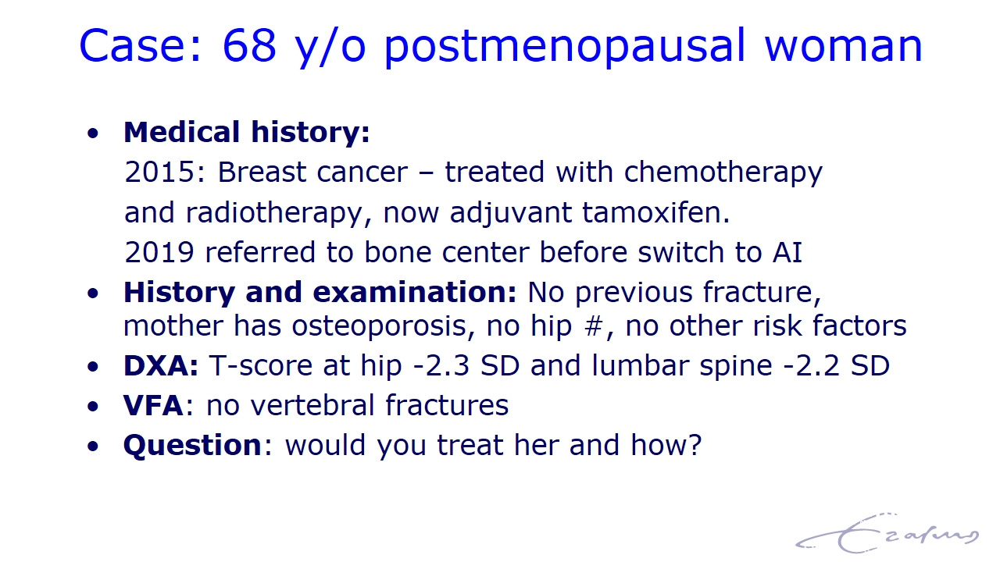 Case: 68 y/o postmenopausal woman
• Medical history:
2015: Breast cancer – treated with chemotherapy
and radiotherapy, now adjuvant tamoxifen.
2019 referred to bone center before switch to AI
• History and examination: No previous fracture,
mother has osteoporosis, no hip #, no other risk factors
• DXA: T-score at hip -2.3 SD and lumbar spine -2.2 SD
• VFA: no vertebral fractures
• Question: would you treat her and how?
Erasmus